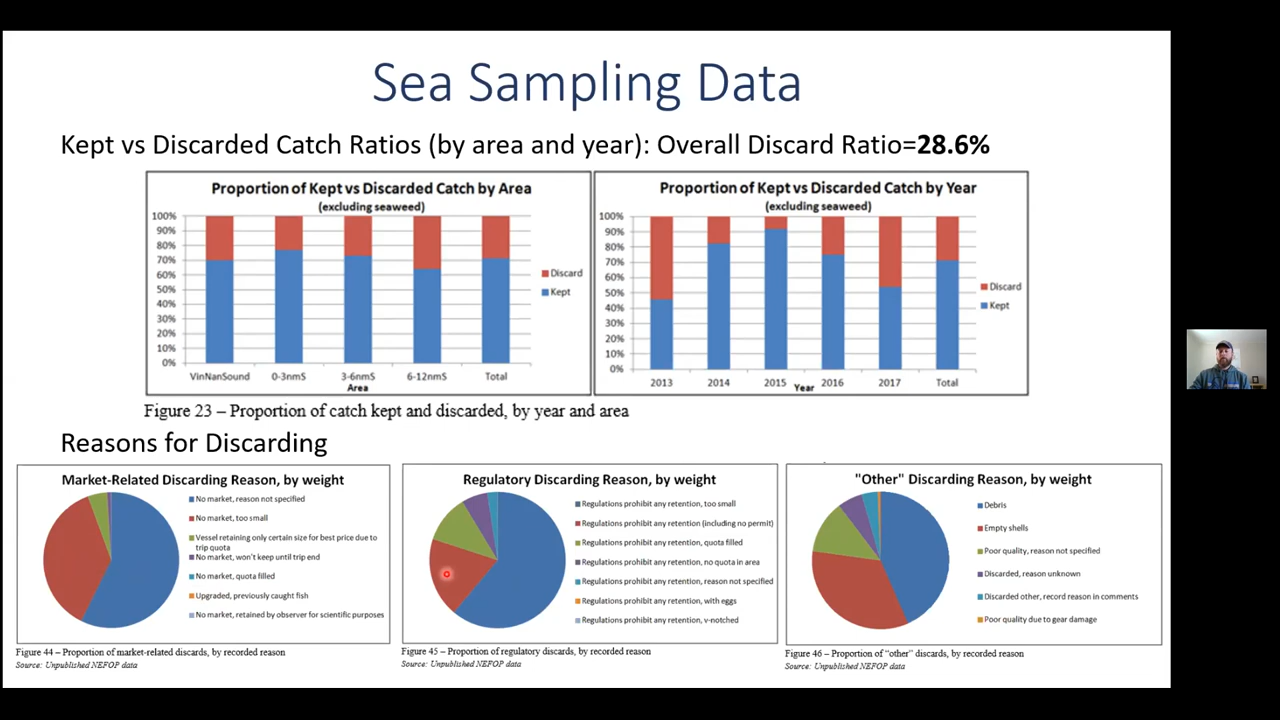 Sea Sampling Data
Kept vs Discarded Catch Ratios (by area and year): Overall Discard Ratio=28.6%
Proportion of Kept vs Discarded Catch by Area
(excluding seaweed)
100%
90%
80%
70%
60%
50%
40%
30%
20%
10%
0%
VinNanSound 0-3nmS 3-6nmS 6-12nmS Total
Area
Discard
Kept
Proportion of Kept vs Discarded Catch by Year
(excluding seaweed)
100%
90%
80%
70%
60%
50%
40%
30%
20%
10%
0%
2013 2014 2015 2016 2017 Total
Year
Discard
Kept
Figure 23 – Proportion of catch kept and discarded, by year and area
Reasons for Discarding
Market-Related Discarding Reason, by weight
No market, reason not specified
No market, too small
Vessel retaining only certain size for best price due to
trip quota
No market, won't keep until trip end
No market, quota filled
Upgraded, previously caught fish
No market, retained by observer for scientific purposes
Figure 44 – Proportion of market-related discards, by recorded reason
Source: Unpublished NEFOP data
Regulatory Discarding Reason, by weight
Regulations prohibit any retention, too small
Regulations prohibit any retention (including no permit)
Regulations prohibit any retention, quota filled
Regulations prohibit any retention, no quota in area
Regulations prohibit any retention, reason not specified
Regulations prohibit any retention, with eggs
Regulations prohibit any retention, v-notched
Figure 45 – Proportion of regulatory discards, by recorded reason
Source: Unpublished NEFOP data
"Other" Discarding Reason, by weight
Debris
Empty shells
Poor quality, reason not specified
Discarded, reason unknown
Discarded other, record reason in comments
Poor quality due to gear damage
Figure 46 – Proportion of "other" discards, by recorded reason
Source: Unpublished NEFOP data